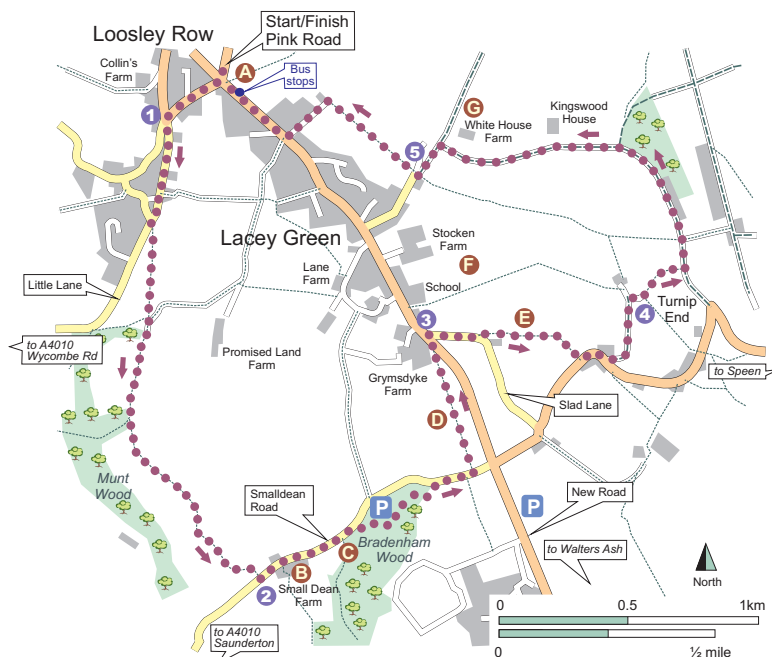 Loosley Row
Start/Finish
Pink Road
Collin's
Farm
A
Bus
stops
1
G
White House
Farm
Kingswood
House
5
Lacey Green
Stocken
Farm
F
Lane
Farm
School
Little Lane
E
4
Turnip
End
3
to A4010
Wycombe Rd
Promised Land
Farm
Grymsdyke
Farm
to Speen
Slad Lane
D
Munt
Wood
Smalldean
Road
P
P
New Road
Bradenham
Wood
C
B
to Walters Ash
2
Small Dean
Farm
North
to A4010
Saunderton
0 0.5 1km
0 ½ mile